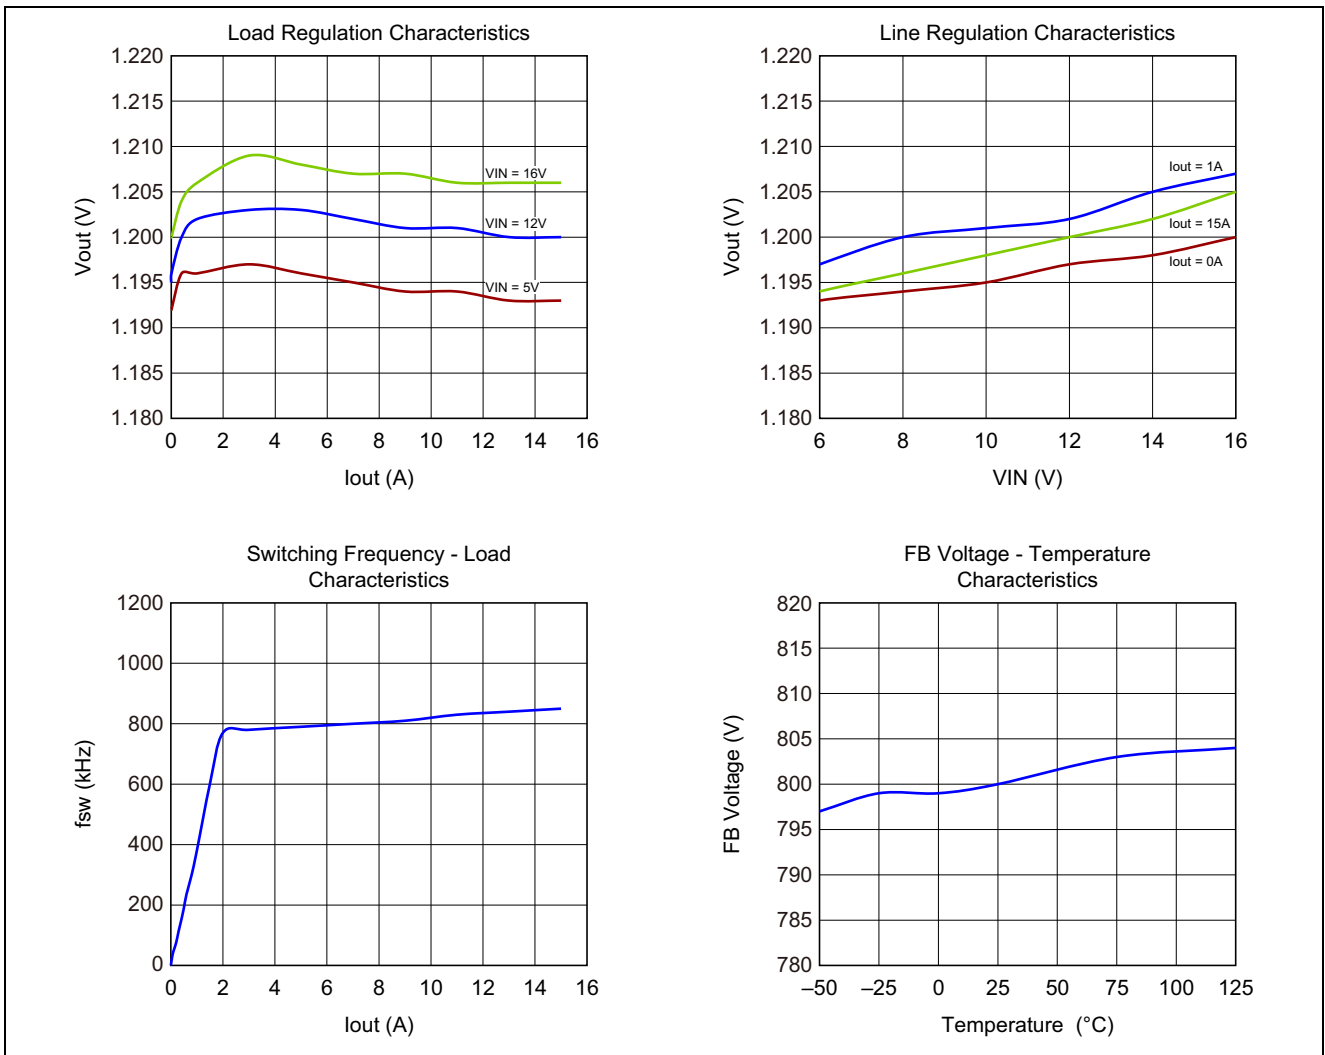 Load Regulation Characteristics
1.220
1.215
1.210
1.205
1.200
1.195
1.190
1.185
1.180
Vout (V)
VIN = 16V
VIN = 12V
VIN = 5V
0 2 4 6 8 10 12 14 16
Iout (A)
Line Regulation Characteristics
1.220
1.215
1.210
1.205
1.200
1.195
1.190
1.185
1.180
Vout (V)
Iout = 1A
Iout = 15A
Iout = 0A
6 8 10 12 14 16
VIN (V)
Switching Frequency - Load
Characteristics
1200
1000
800
600
400
200
0
fsw (kHz)
0 2 4 6 8 10 12 14 16
Iout (A)
FB Voltage - Temperature
Characteristics
820
815
810
805
800
795
790
785
780
FB Voltage (V)
–50 –25 0 25 50 75 100 125
Temperature (°C)